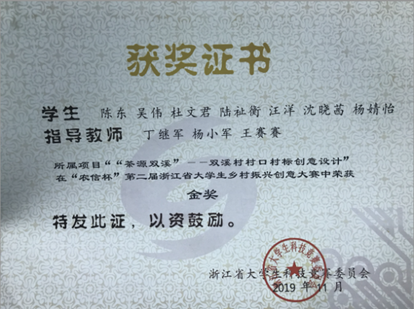 获奖证书
学生 陈东 吴伟 杜文君 陆祉衡 汪洋 沈晓茜 杨婧怡
指导教师 丁继军 杨小军 王赛赛
所属项目““茶源双溪”——双溪村村口村标创意设计”
在“农信杯”第二届浙江省大学生乡村振兴创意大赛中荣获
金奖
特发此证，以资鼓励。
浙江省大学生科技竞赛委员会
2019年11月